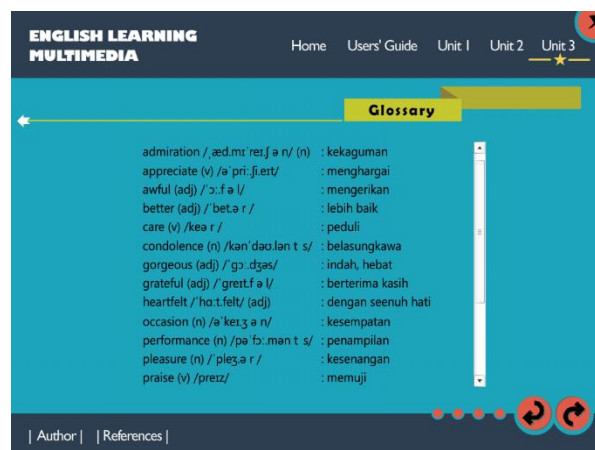 ENGLISH LEARNING
MULTIMEDIA
Home Users' Guide Unit 1 Unit 2 Unit 3
Glossary
admiration /ˌæd.mɪˈreɪ.ʃ ə n/ (n) : kekaguman
appreciate (v) /əˈpriː.ʃi.eɪt/ : menghargai
awful (adj) /ˈɔː.f ə l/ : mengerikan
better (adj) /ˈbet.ə r / : lebih baik
care (v) /keə r / : peduli
condolence (n) /kənˈdəʊ.lən t s/ : belasungkawa
gorgeous (adj) /ˈgɔː.dʒəs/ : indah, hebat
grateful (adj) /ˈgreɪt.f ə l/ : berterima kasih
heartfelt /ˈhɑːt.felt/ (adj) : dengan seenuh hati
occasion (n) /əˈkeɪ.ʒ ə n/ : kesempatan
performance (n) /pəˈfɔː.mən t s/ : penampilan
pleasure (n) /ˈpleʒ.ə r / : kesenangan
praise (v) /preɪz/ : memuji
| Author | | References |